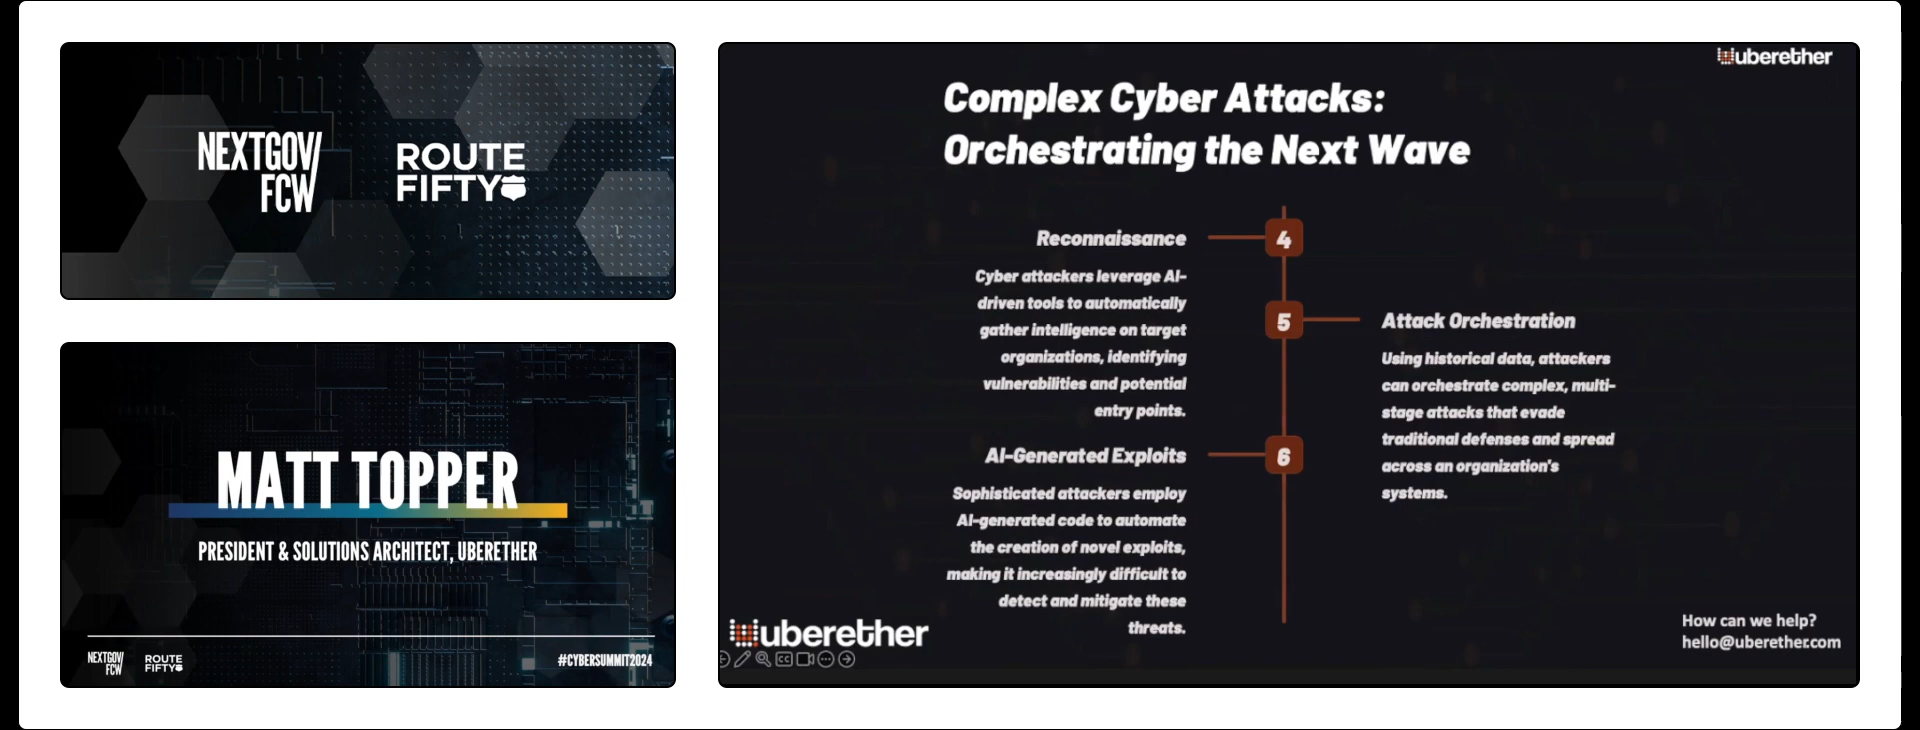 NEXTGOV
FCW
ROUTE
FIFTY
MATT TOPPER
PRESIDENT & SOLUTIONS ARCHITECT, UBERETHER
NEXTGOV
FCW
ROUTE
FIFTY
#CYBERSUMMIT2024
uberether
Complex Cyber Attacks:
Orchestrating the Next Wave
4
Reconnaissance
Cyber attackers leverage AI-
driven tools to automatically
gather intelligence on target
organizations, identifying
vulnerabilities and potential
entry points.
5
Attack Orchestration
Using historical data, attackers
can orchestrate complex, multi-
stage attacks that evade
traditional defenses and spread
across an organization's
systems.
6
AI-Generated Exploits
Sophisticated attackers employ
AI-generated code to automate
the creation of novel exploits,
making it increasingly difficult to
detect and mitigate these
threats.
uberether
CC
How can we help?
hello@uberether.com